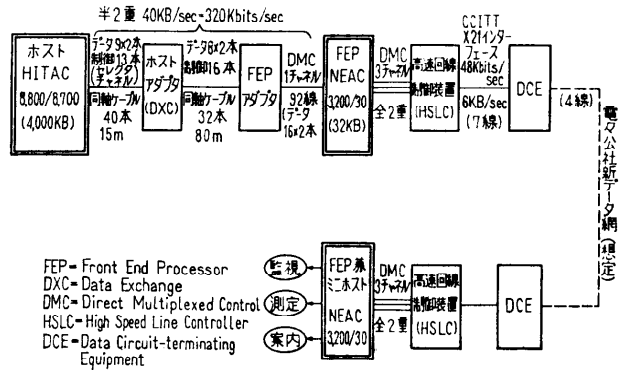 半2重 40KB/sec=320Kbits/sec
ホスト
HITAC
8,800/8,700
(4,000KB)
データ9×2本
制御13本
(セレクタ
チャネル)
同軸ケーブル
40本
15m
ホスト
アダプタ
(DXC)
データ8×2本
制御16本
同軸ケーブル
32本
80m
FEP
アダプタ
DMC
1チャネル
92線
(データ
16×2本)
FEP
NEAC
3,200/30
(32KB)
DMC
3チャネル
全2重
高速回線
制御装置
(HSLC)
CCITT
X21インター
フェース
48Kbits/
sec
6KB/sec
(7線)
DCE
(4線)
電々公社新データ網(想定)
FEP= Front End Processor
DXC= Data Exchange
DMC= Direct Multiplexed Control
HSLC= High Speed Line Controller
DCE= Data Circuit-terminating
Equipment
監視
測定
案内
FEP兼
ミニホスト
NEAC
3,200/30
DMC
3チャネル
全2重
高速回線
制御装置
(HSLC)
DCE